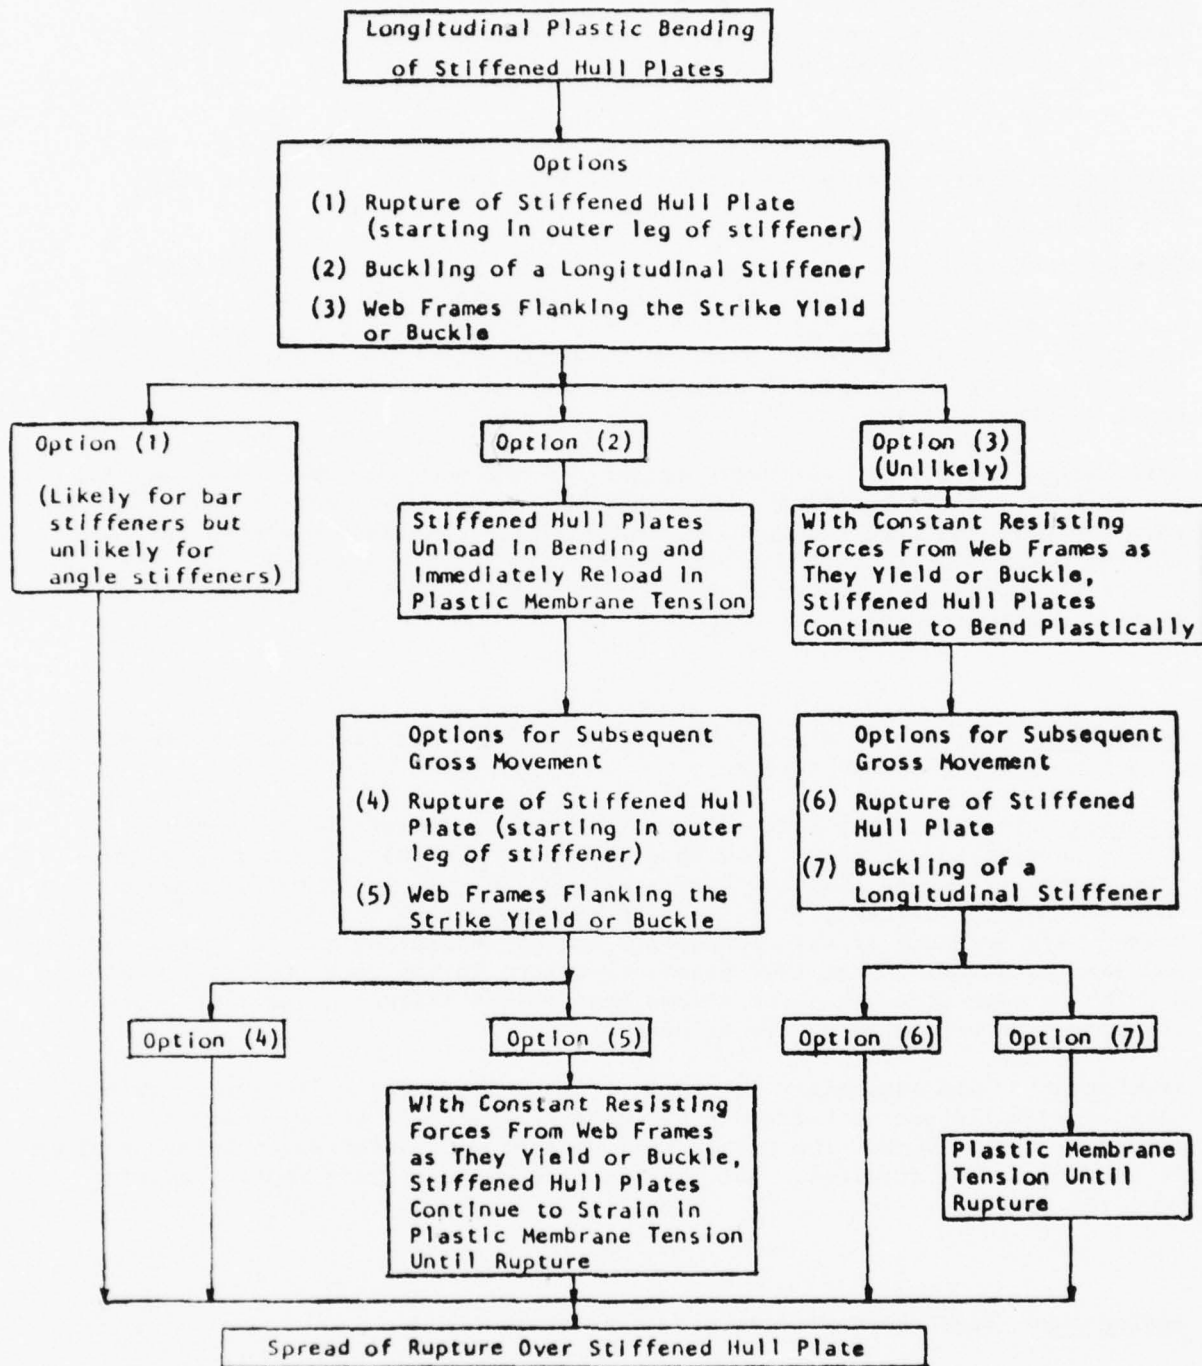 Longitudinal Plastic Bending
of Stiffened Hull Plates
Options
(1) Rupture of Stiffened Hull Plate
(starting in outer leg of stiffener)
(2) Buckling of a Longitudinal Stiffener
(3) Web Frames Flanking the Strike Yield
or Buckle
Option (1)
(Likely for bar
stiffeners but
unlikely for
angle stiffeners)
Option (2)
Option (3)
(Unlikely)
Stiffened Hull Plates
Unload in Bending and
Immediately Reload in
Plastic Membrane Tension
With Constant Resisting
Forces From Web Frames as
They Yield or Buckle,
Stiffened Hull Plates
Continue to Bend Plastically
Options for Subsequent
Gross Movement
(4) Rupture of Stiffened Hull
Plate (starting in outer
leg of stiffener)
(5) Web Frames Flanking the
Strike Yield or Buckle
Options for Subsequent
Gross Movement
(6) Rupture of Stiffened
Hull Plate
(7) Buckling of a
Longitudinal Stiffener
Option (4)
Option (5)
Option (6)
Option (7)
With Constant Resisting
Forces From Web Frames
as They Yield or Buckle,
Stiffened Hull Plates
Continue to Strain in
Plastic Membrane Tension
Until Rupture
Plastic Membrane
Tension Until
Rupture
Spread of Rupture Over Stiffened Hull Plate